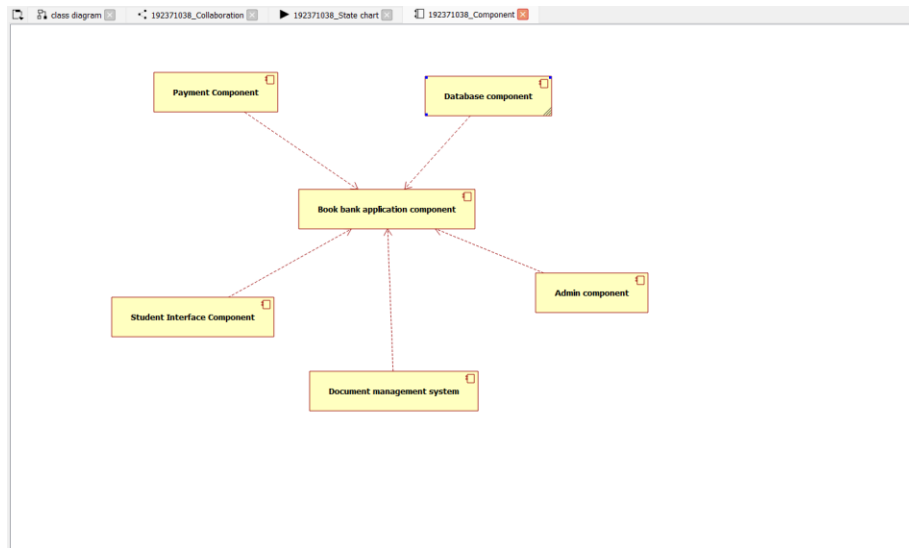 class diagram
192371038_Collaboration
192371038_State chart
192371038_Component
Payment Component
Database component
Book bank application component
Admin component
Student Interface Component
Document management system